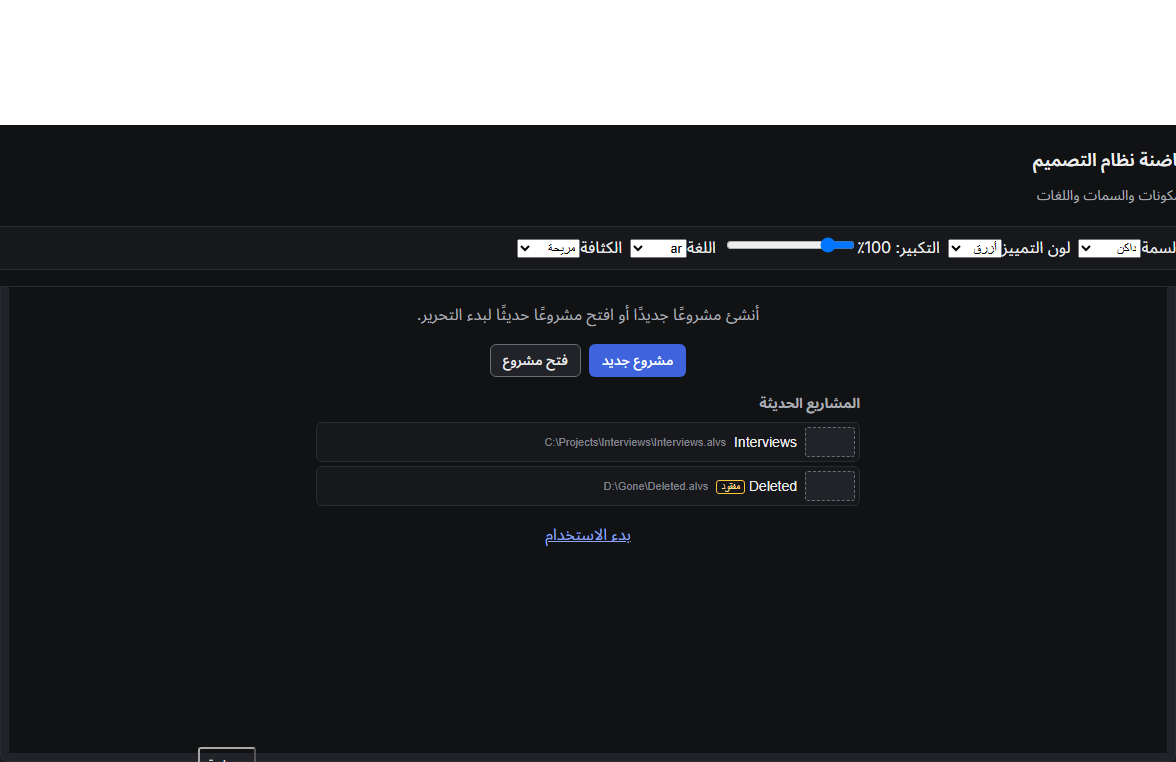 اضنة نظام التصميم
كونات والسمات واللغات
لسمة داكن لون التمييز أزرق التكبير: 100٪ اللغة ar الكثافة مريحة
أنشئ مشروعًا جديدًا أو افتح مشروعًا حديثًا لبدء التحرير.
مشروع جديد فتح مشروع
المشاريع الحديثة
Interviews C:\Projects\Interviews\Interviews.alvs
Deleted مفقود D:\Gone\Deleted.alvs
بدء الاستخدام